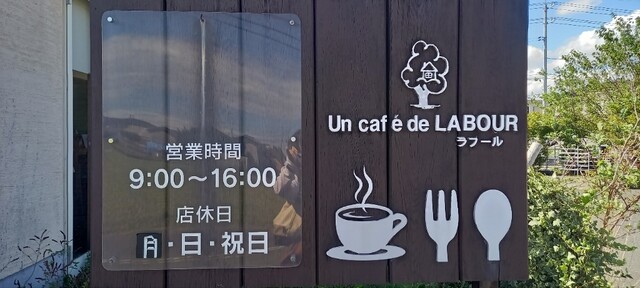 営業時間
9:00～16:00
店休日
月・日・祝日
Un café de LABOUR
ラフール